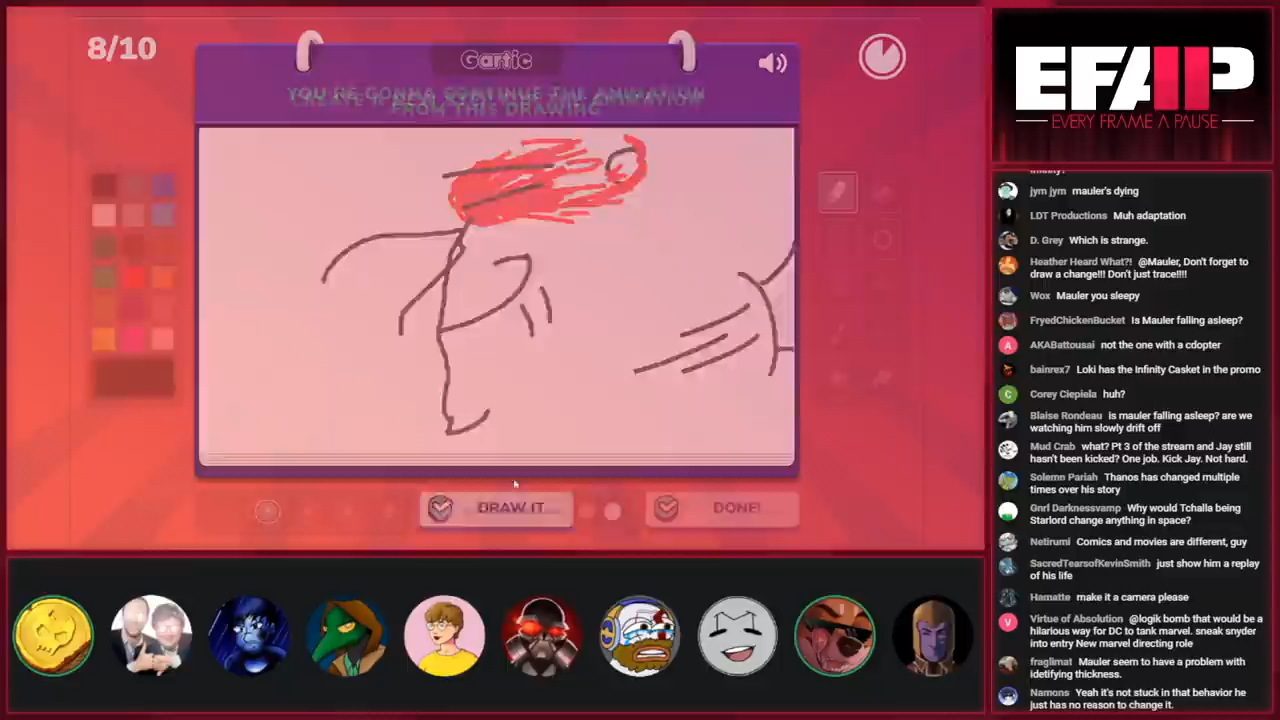 8/10
Gartic
YOU'RE GONNA CONTINUE THE ANIMATION
FROM THIS DRAWING
DRAW IT
DONE!
EFAP
EVERY FRAME A PAUSE
infinity?
jym jym mauler's dying
LDT Productions Muh adaptation
D. Grey Which is strange.
Heather Heard What?! @Mauler, Don't forget to
draw a change!!! Don't just trace!!!!
Wox Mauler you sleepy
FryedChickenBucket Is Mauler falling asleep?
A AKABattousai not the one with a cdopter
bainrex7 Loki has the Infinity Casket in the promo
C Corey Ciepiela huh?
Blaise Rondeau is mauler falling asleep? are we
watching him slowly drift off
Mud Crab what? Pt 3 of the stream and Jay still
hasn't been kicked? One job. Kick Jay. Not hard.
Solemn Pariah Thanos has changed multiple
times over his story
Gnrl Darknessvamp Why would Tchalla being
Starlord change anything in space?
Netirumi Comics and movies are different, guy
SacredTearsofKevinSmith just show him a replay
of his life
Hamatte make it a camera please
V Virtue of Absolution @logik bomb that would be a
hilarious way for DC to tank marvel. sneak snyder
into entry New marvel directing role
fraglimat Mauler seem to have a problem with
idetifying thickness.
Namons Yeah it's not stuck in that behavior he
just has no reason to change it.